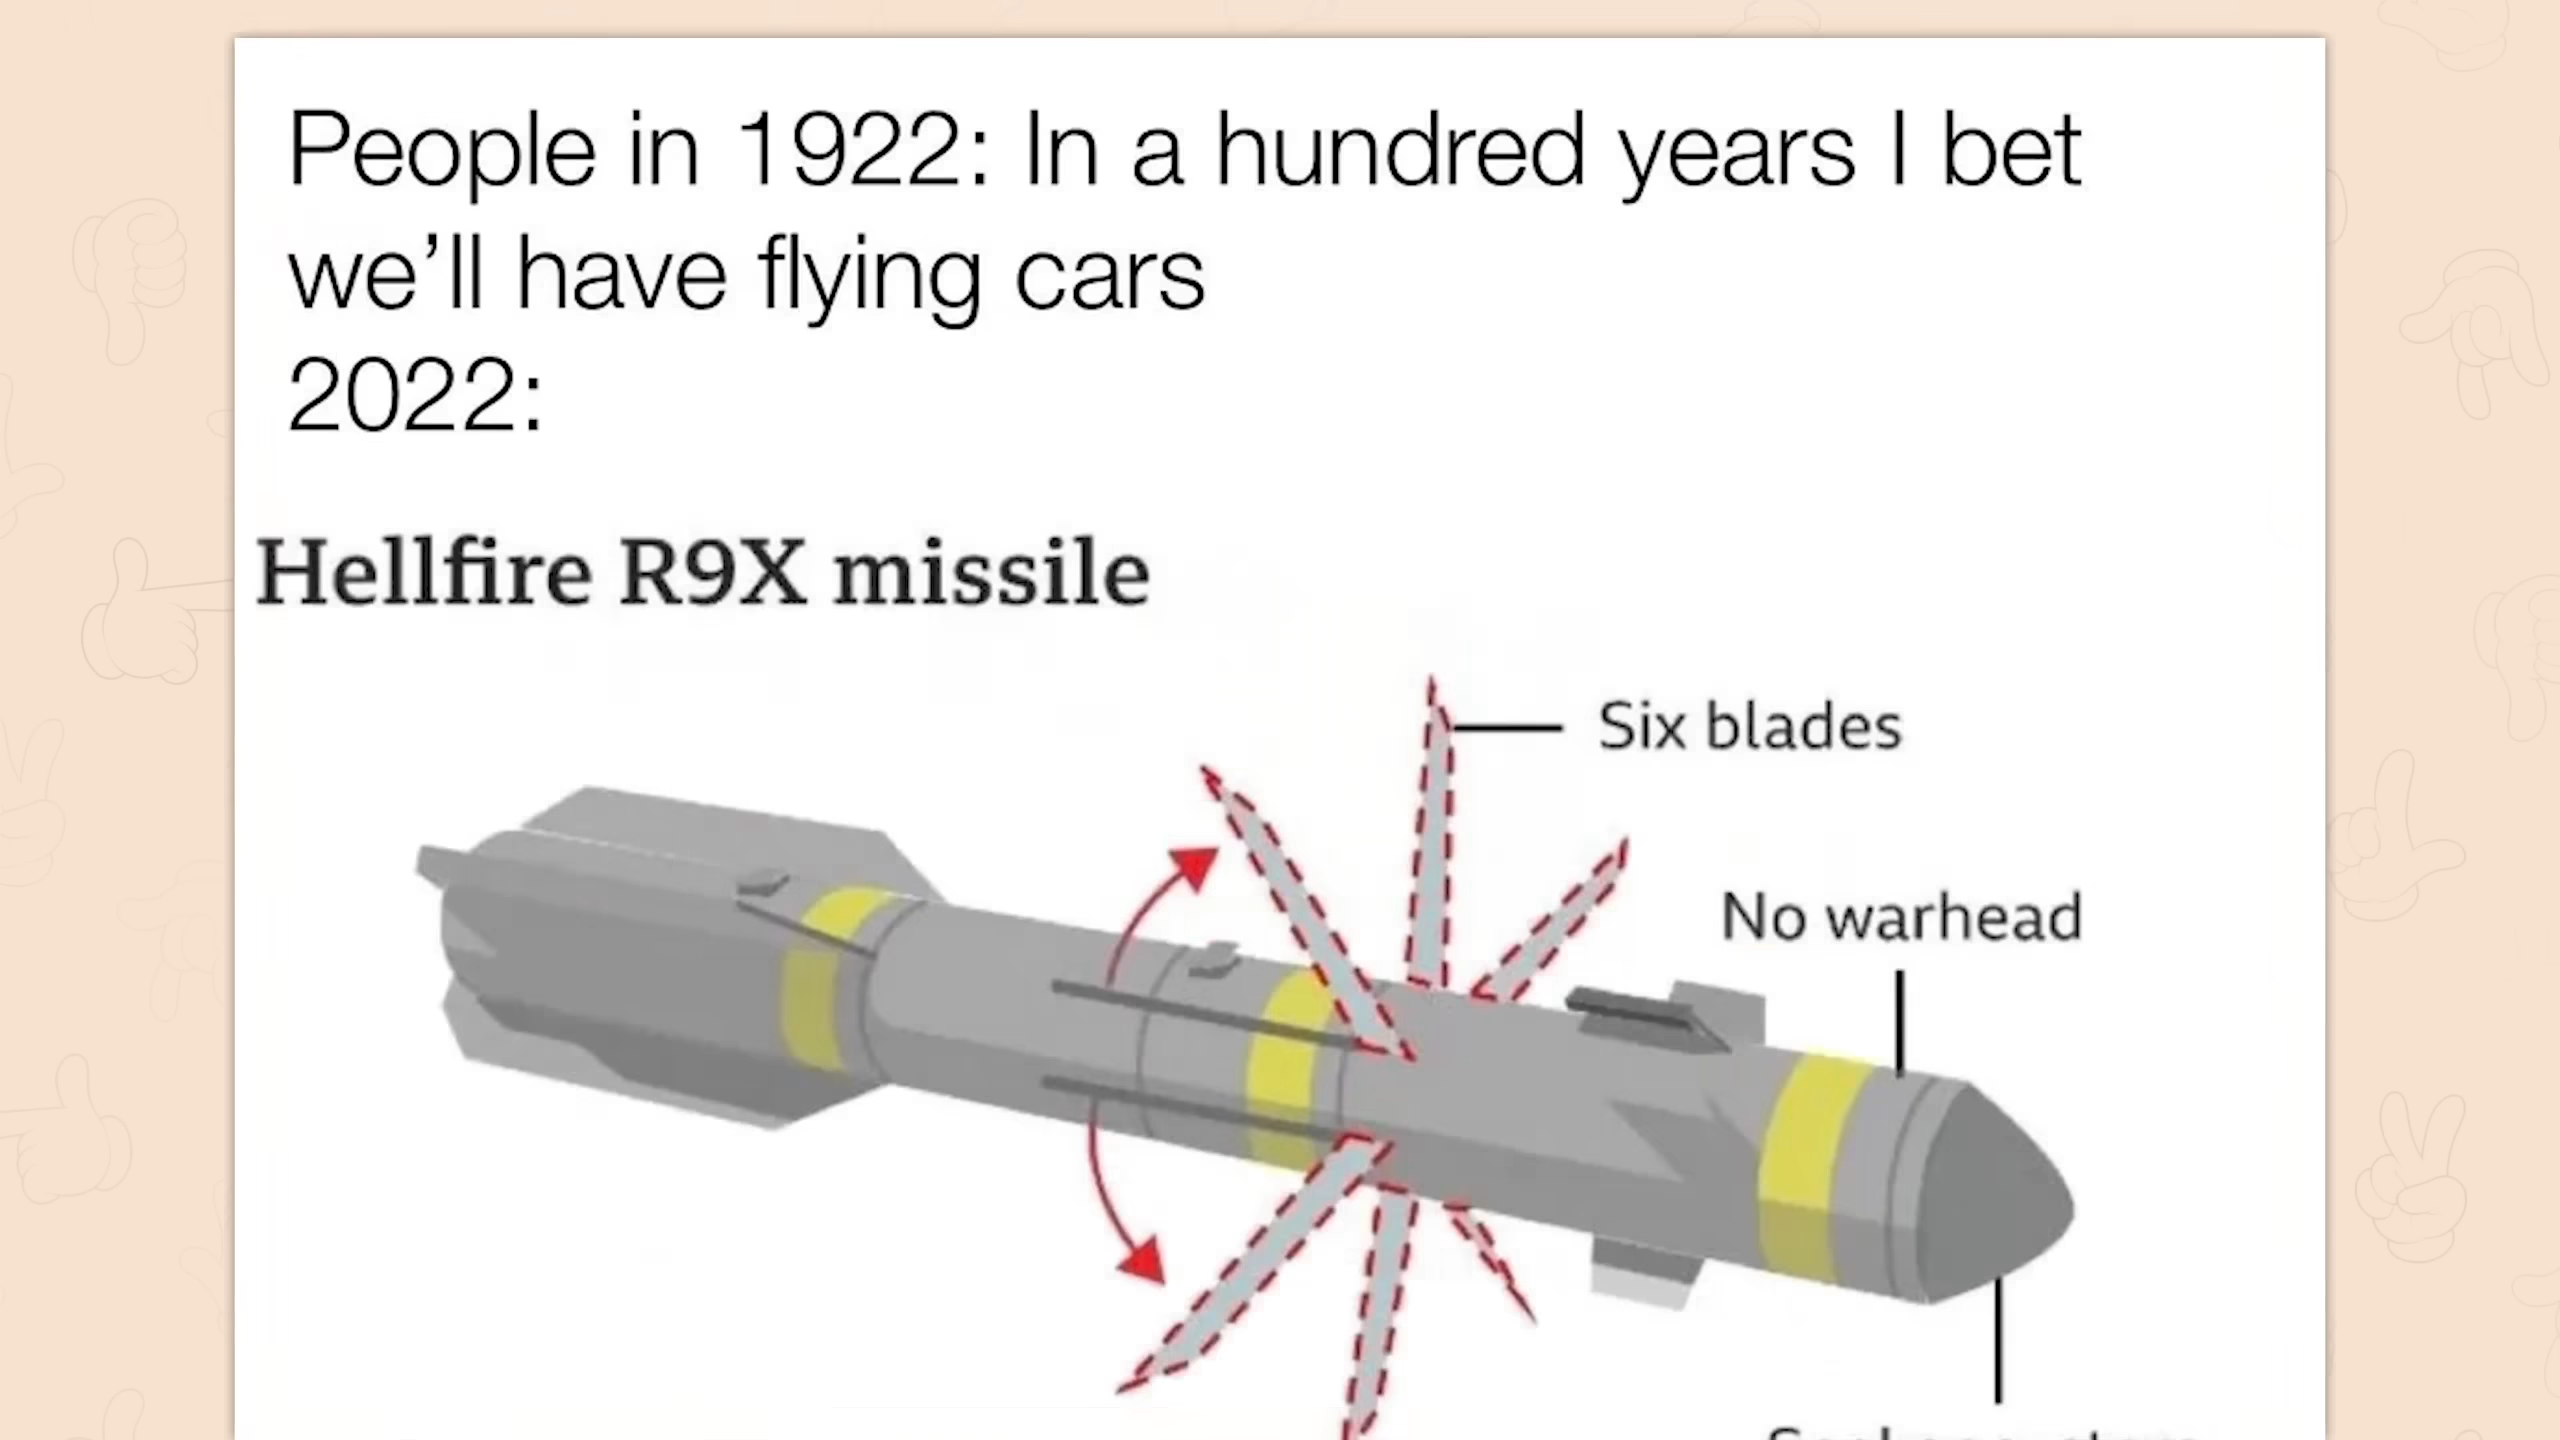 People in 1922: In a hundred years I bet
we’ll have flying cars
2022:
Hellfire R9X missile
Six blades
No warhead